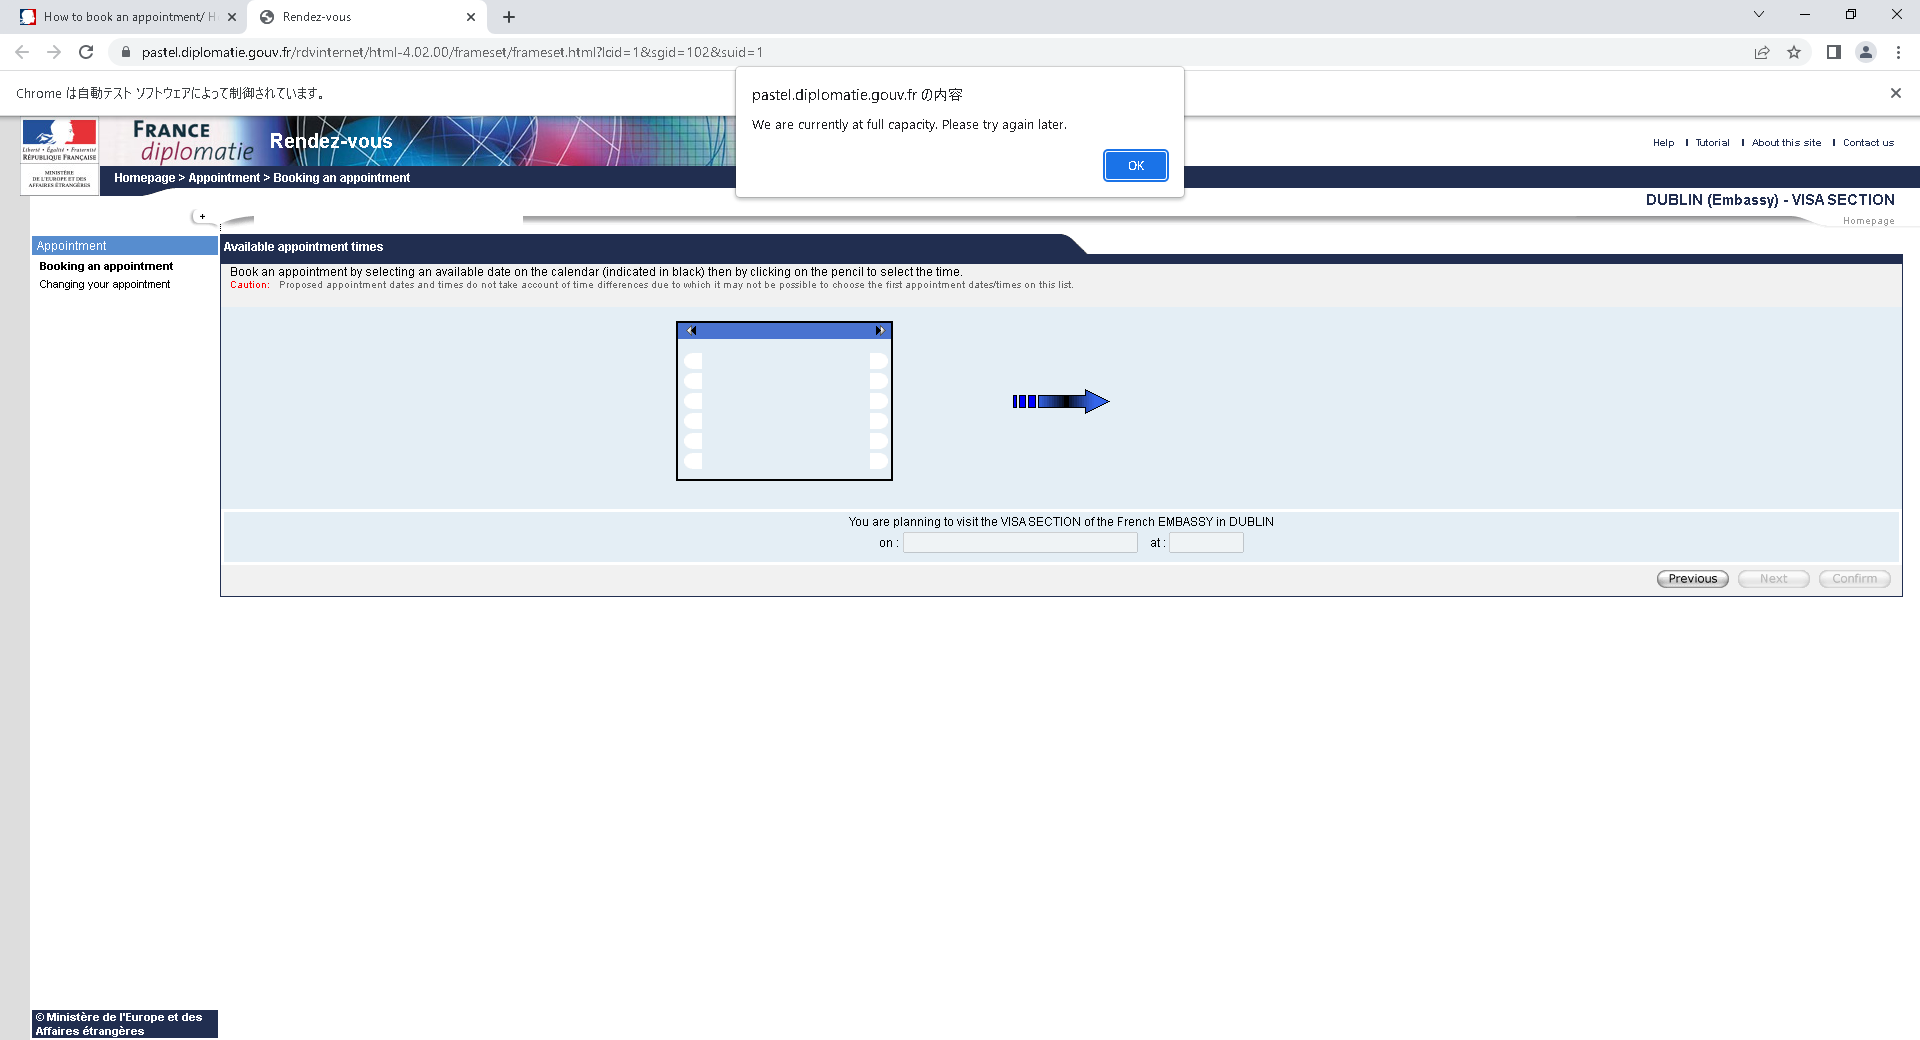 How to book an appointment/ H
Rendez-vous
pastel.diplomatie.gouv.fr/rdvinternet/html-4.02.00/frameset/frameset.html?lcid=1&sgid=102&suid=1
Chrome は自動テスト ソフトウェアによって制御されています。
pastel.diplomatie.gouv.fr の内容
We are currently at full capacity. Please try again later.
OK
Liberté • Égalité • Fraternité
RÉPUBLIQUE FRANÇAISE
MINISTÈRE
DE L'EUROPE ET DES
AFFAIRES ÉTRANGÈRES
FRANCE
diplomatie
Rendez-vous
Help
Tutorial
About this site
Contact us
Homepage > Appointment > Booking an appointment
DUBLIN (Embassy) - VISA SECTION
Homepage
+
Appointment
Booking an appointment
Changing your appointment
Available appointment times
Book an appointment by selecting an available date on the calendar (indicated in black) then by clicking on the pencil to select the time.
Caution: Proposed appointment dates and times do not take account of time differences due to which it may not be possible to choose the first appointment dates/times on this list.
You are planning to visit the VISA SECTION of the French EMBASSY in DUBLIN
on : at :
Previous
Next
Confirm
© Ministère de l'Europe et des
Affaires étrangères